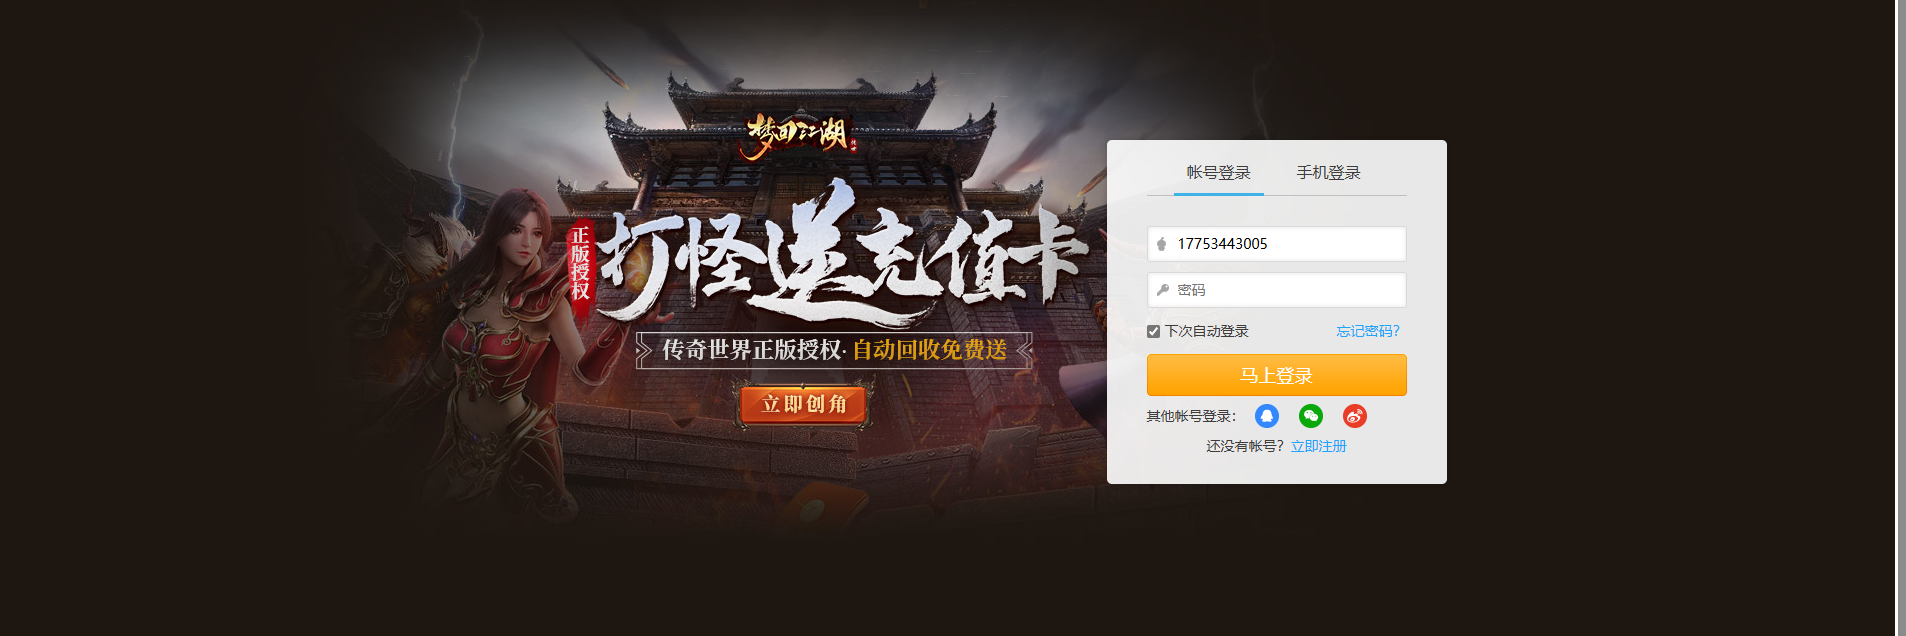 梦回江湖
正版授权
打怪送充值卡
传奇世界正版授权·自动回收免费送
立即创角
帐号登录 手机登录
17753443005
密码
下次自动登录 忘记密码?
马上登录
其他帐号登录:
还没有帐号? 立即注册